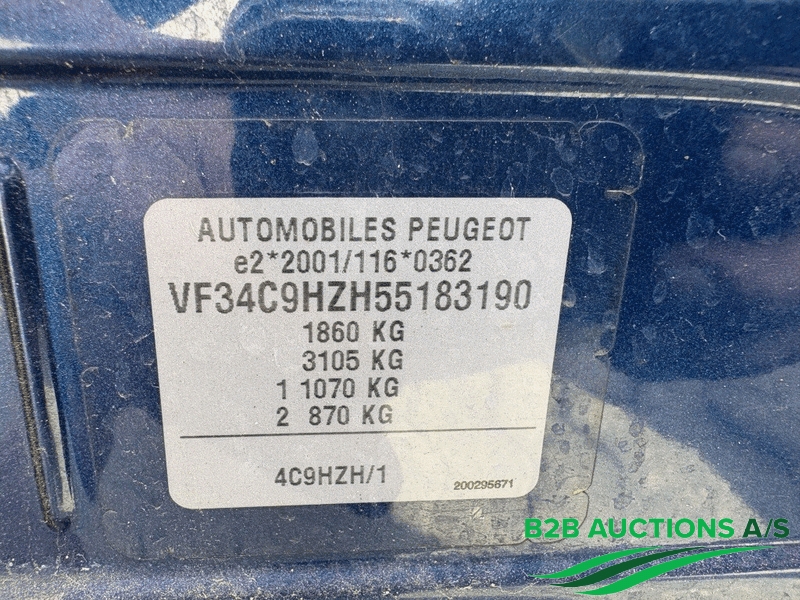 AUTOMOBILES PEUGEOT
e2*2001/116*0362
VF34C9HZH55183190
1860 KG
3105 KG
1 1070 KG
2 870 KG
4C9HZH/1
200295671
B2B AUCTIONS A/S